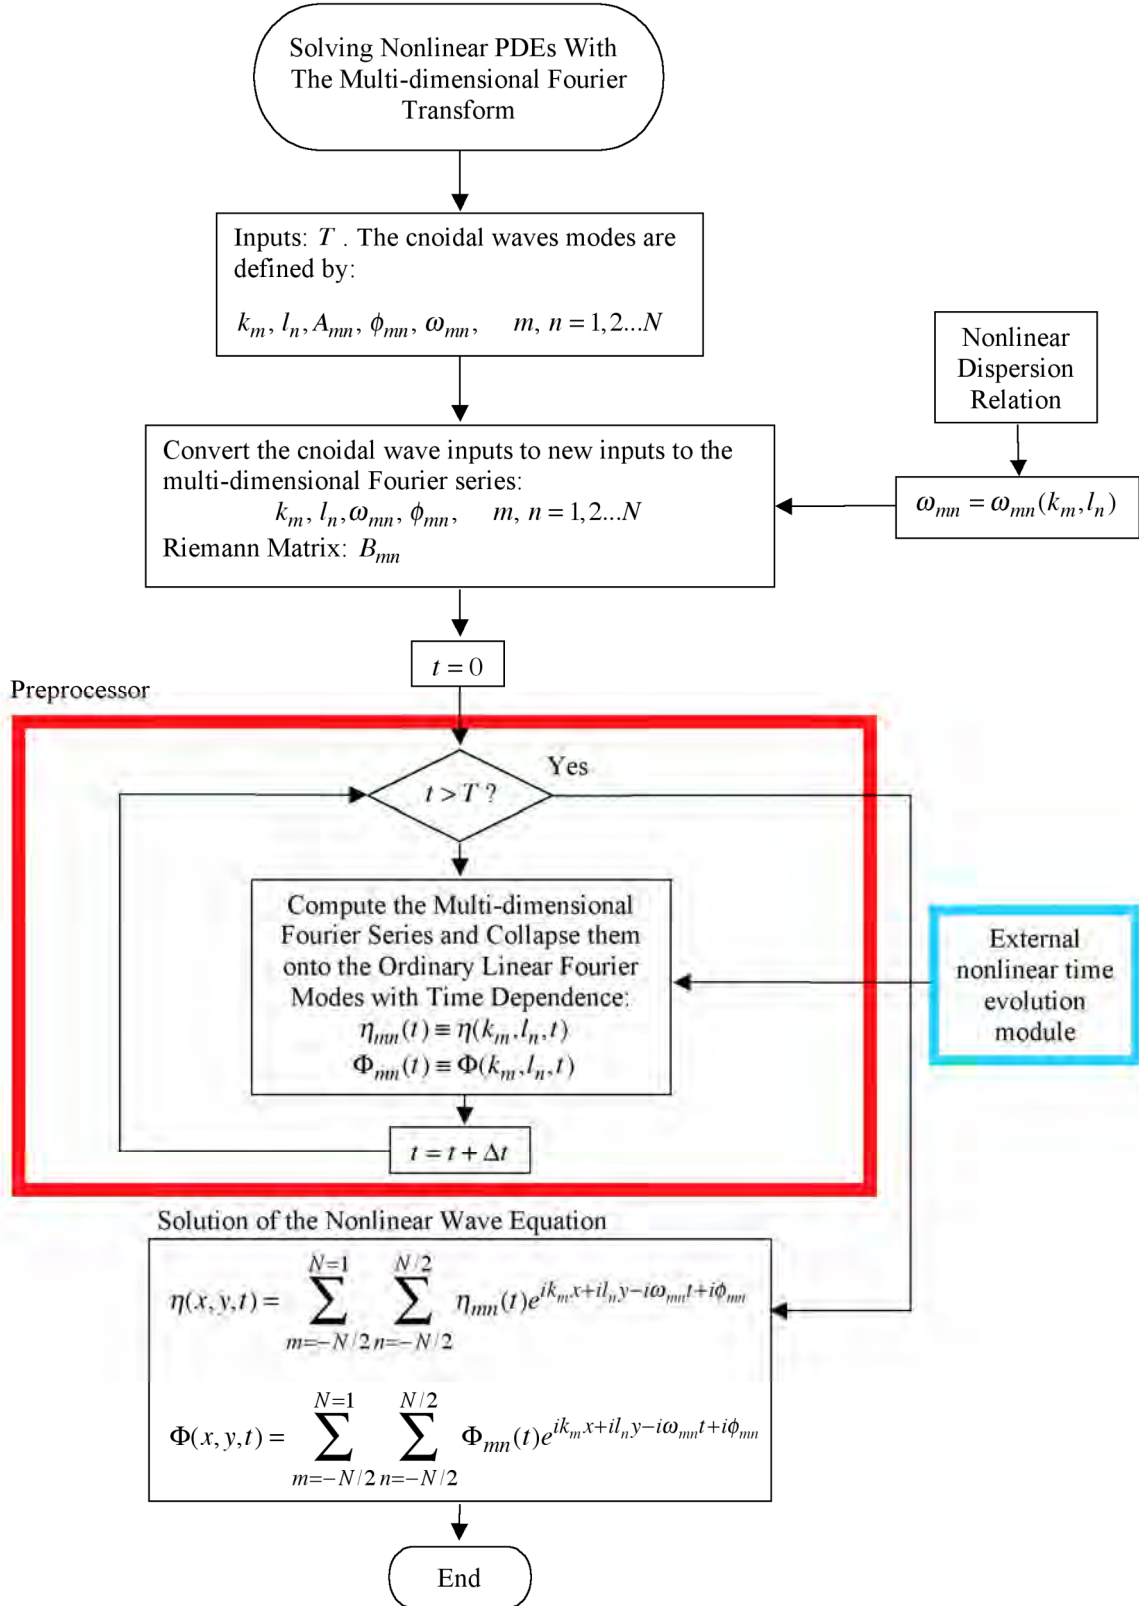 Solving Nonlinear PDEs With
The Multi-dimensional Fourier
Transform
Inputs: T . The cnoidal waves modes are
defined by:
k_m, l_n, A_mn, ϕ_mn, ω_mn, m, n = 1,2...N
Nonlinear
Dispersion
Relation
Convert the cnoidal wave inputs to new inputs to the
multi-dimensional Fourier series:
k_m, l_n, ω_mn, ϕ_mn, m, n = 1,2...N
Riemann Matrix: B_mn
ω_mn = ω_mn(k_m,l_n)
t = 0
Preprocessor
Yes
t > T ?
Compute the Multi-dimensional
Fourier Series and Collapse them
onto the Ordinary Linear Fourier
Modes with Time Dependence:
η_mn(t) ≡ η(k_m,l_n,t)
Φ_mn(t) ≡ Φ(k_m,l_n,t)
External
nonlinear time
evolution
module
t = t + Δt
Solution of the Nonlinear Wave Equation
η(x,y,t) = ∑_{m=−N/2}^{N=1} ∑_{n=−N/2}^{N/2} η_mn(t)e^{ik_m x+il_n y−iω_mn t+iϕ_mn}
Φ(x,y,t) = ∑_{m=−N/2}^{N=1} ∑_{n=−N/2}^{N/2} Φ_mn(t)e^{ik_m x+il_n y−iω_mn t+iϕ_mn}
End